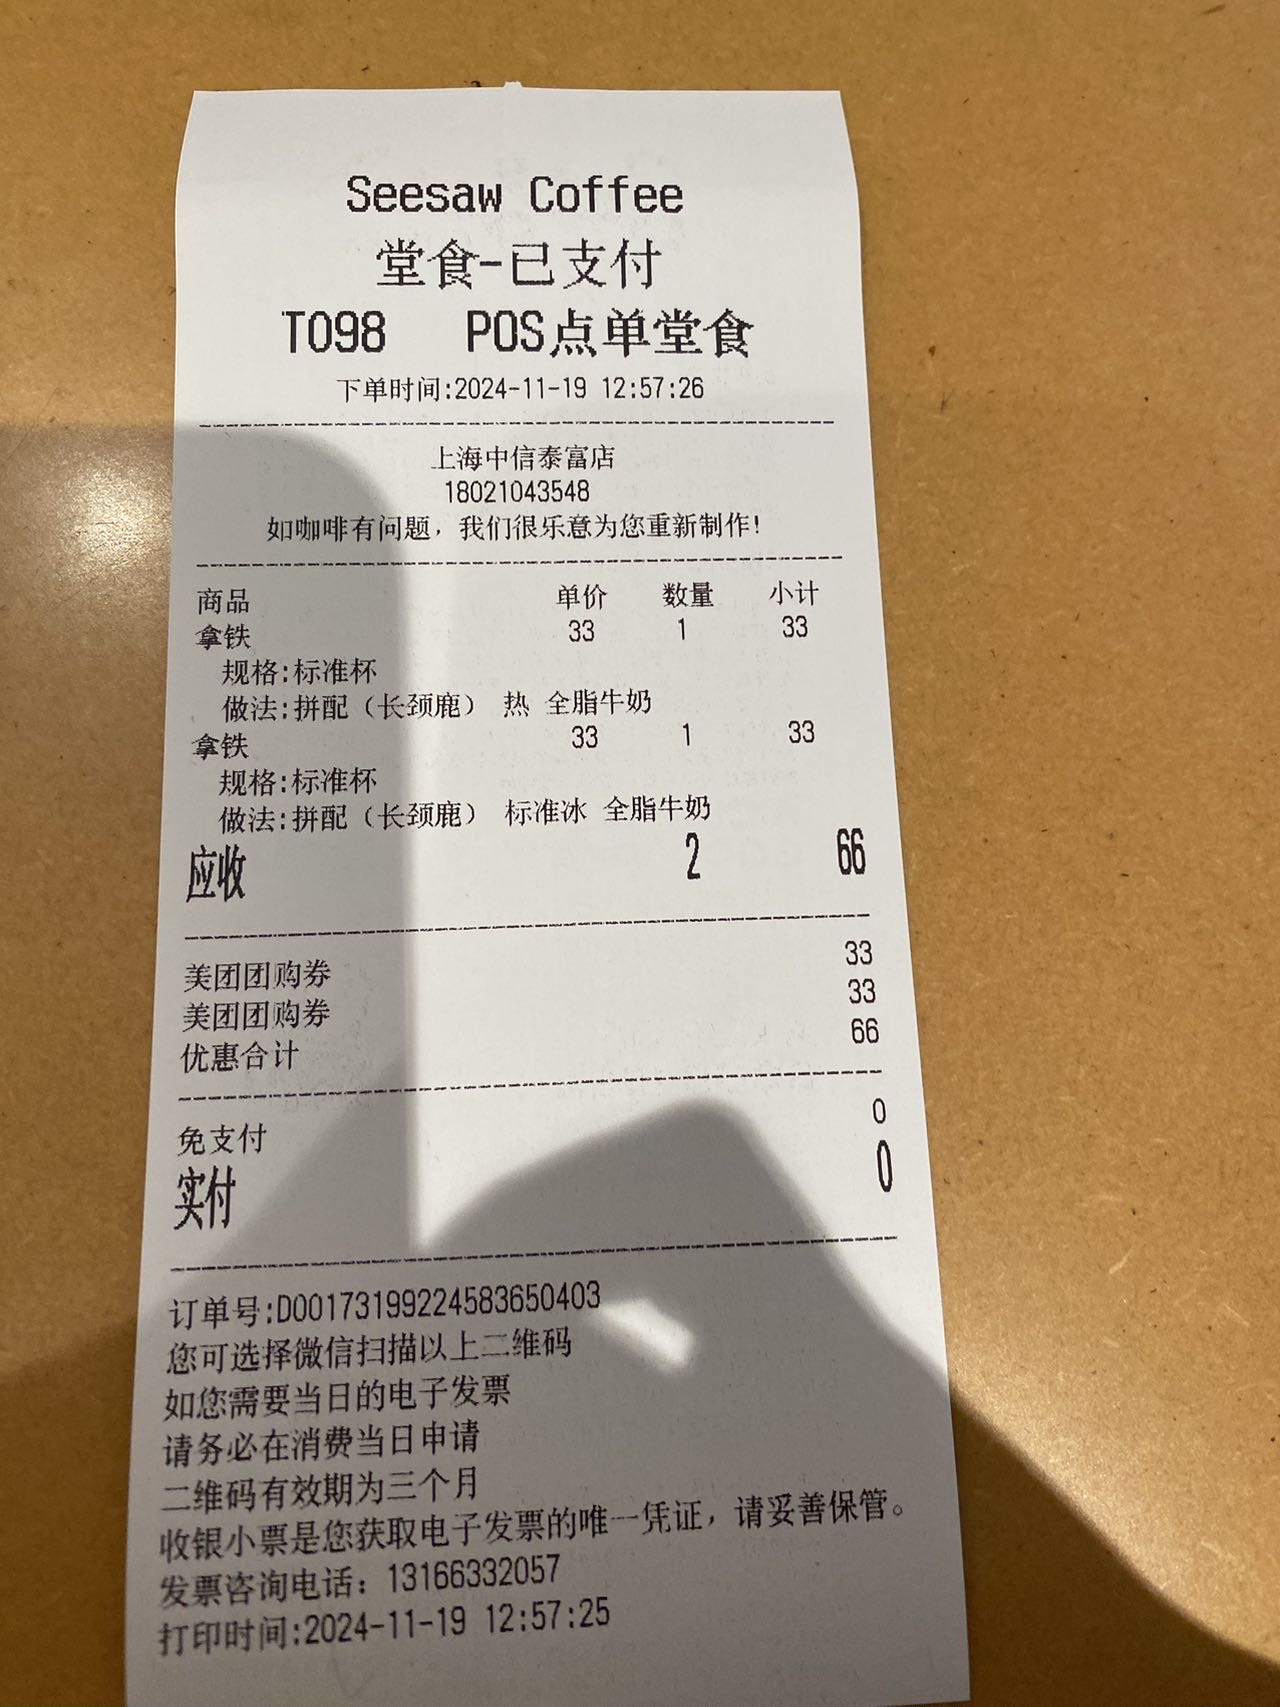 Seesaw Coffee
堂食-已支付
T098 POS点单堂食
下单时间:2024-11-19 12:57:26
上海中信泰富店
18021043548
如咖啡有问题，我们很乐意为您重新制作!
商品 单价 数量 小计
拿铁 33 1 33
规格:标准杯
做法:拼配（长颈鹿） 热 全脂牛奶
拿铁 33 1 33
规格:标准杯
做法:拼配（长颈鹿） 标准冰 全脂牛奶
应收 2 66
美团团购券 33
美团团购券 33
优惠合计 66
免支付 0
实付 0
订单号:D00173199224583650403
您可选择微信扫描以上二维码
如您需要当日的电子发票
请务必在消费当日申请
二维码有效期为三个月
收银小票是您获取电子发票的唯一凭证，请妥善保管。
发票咨询电话：13166332057
打印时间:2024-11-19 12:57:25